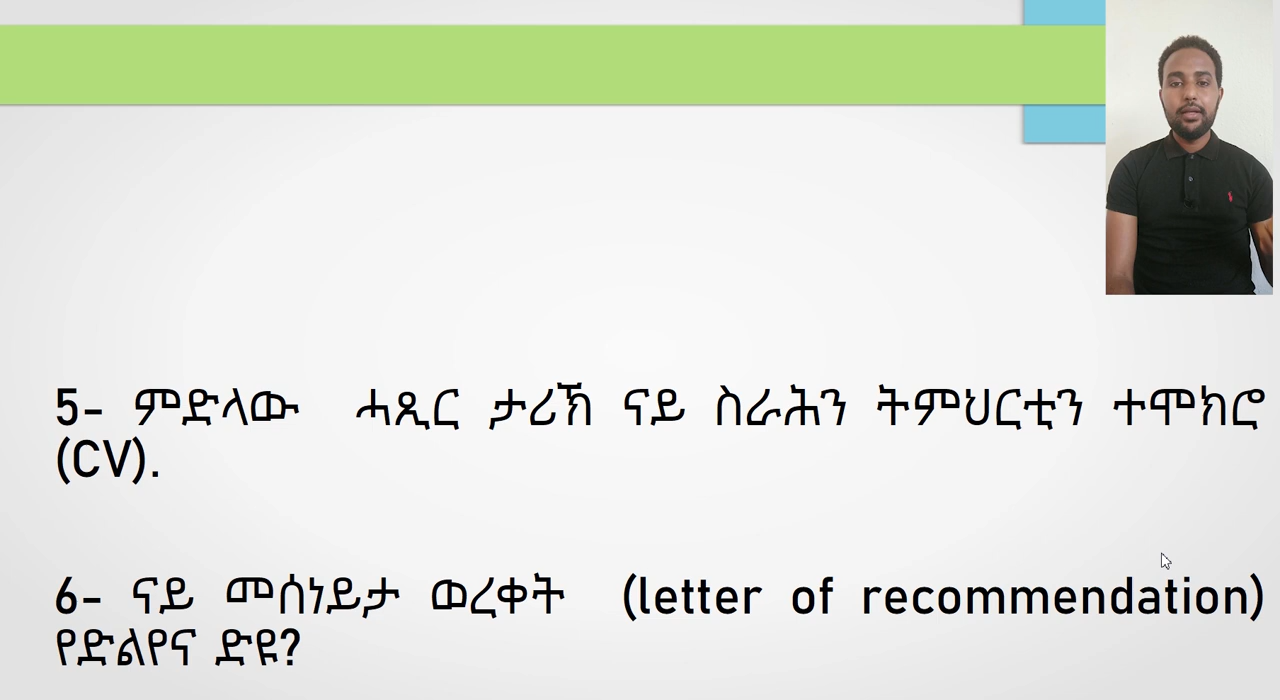 5- ምድላው ሓጺር ታሪኽ ናይ ስራሕን ትምህርቲን ተሞክሮ
(CV).
6- ናይ መሰነይታ ወረቀት (letter of recommendation)
የድልየና ድዩ?